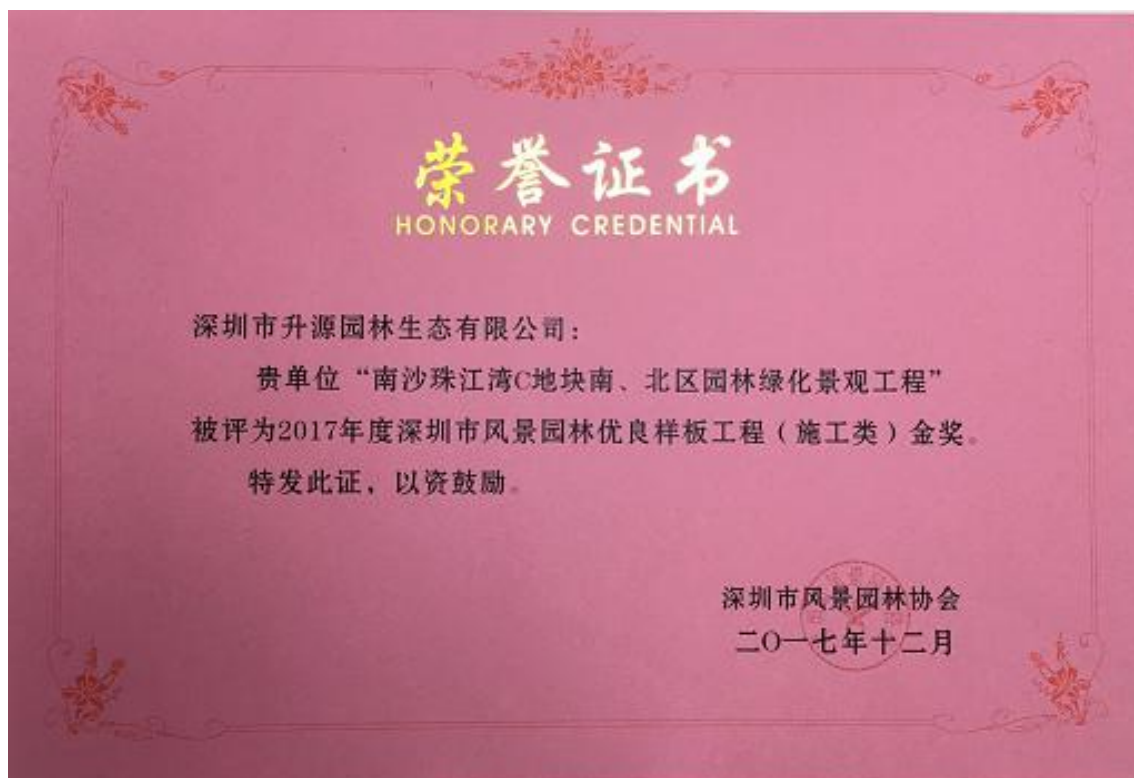 荣誉证书
HONORARY CREDENTIAL
深圳市升源园林生态有限公司：
贵单位“南沙珠江湾C地块南、北区园林绿化景观工程”
被评为2017年度深圳市风景园林优良样板工程（施工类）金奖。
特发此证，以资鼓励。
深圳市风景园林协会
二〇一七年十二月